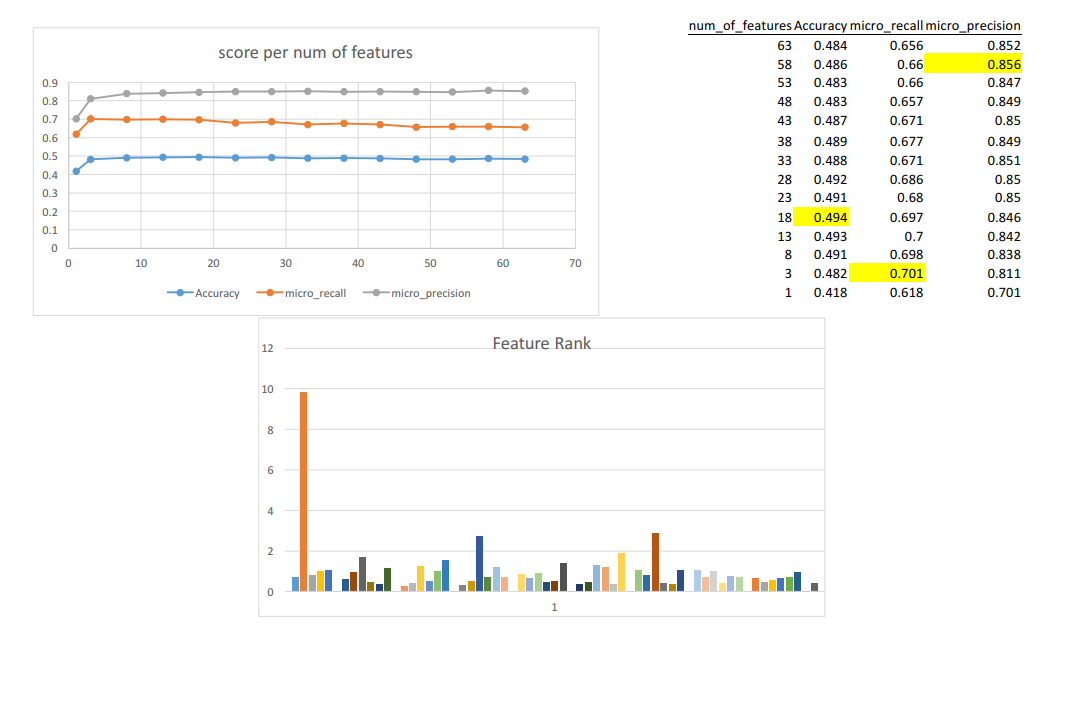 score per num of features
0.9
0.8
0.7
0.6
0.5
0.4
0.3
0.2
0.1
0
0 10 20 30 40 50 60 70
Accuracy micro_recall micro_precision
num_of_features Accuracy micro_recall micro_precision
63 0.484 0.656 0.852
58 0.486 0.66 0.856
53 0.483 0.66 0.847
48 0.483 0.657 0.849
43 0.487 0.671 0.85
38 0.489 0.677 0.849
33 0.488 0.671 0.851
28 0.492 0.686 0.85
23 0.491 0.68 0.85
18 0.494 0.697 0.846
13 0.493 0.7 0.842
8 0.491 0.698 0.838
3 0.482 0.701 0.811
1 0.418 0.618 0.701
Feature Rank
12
10
8
6
4
2
0
1